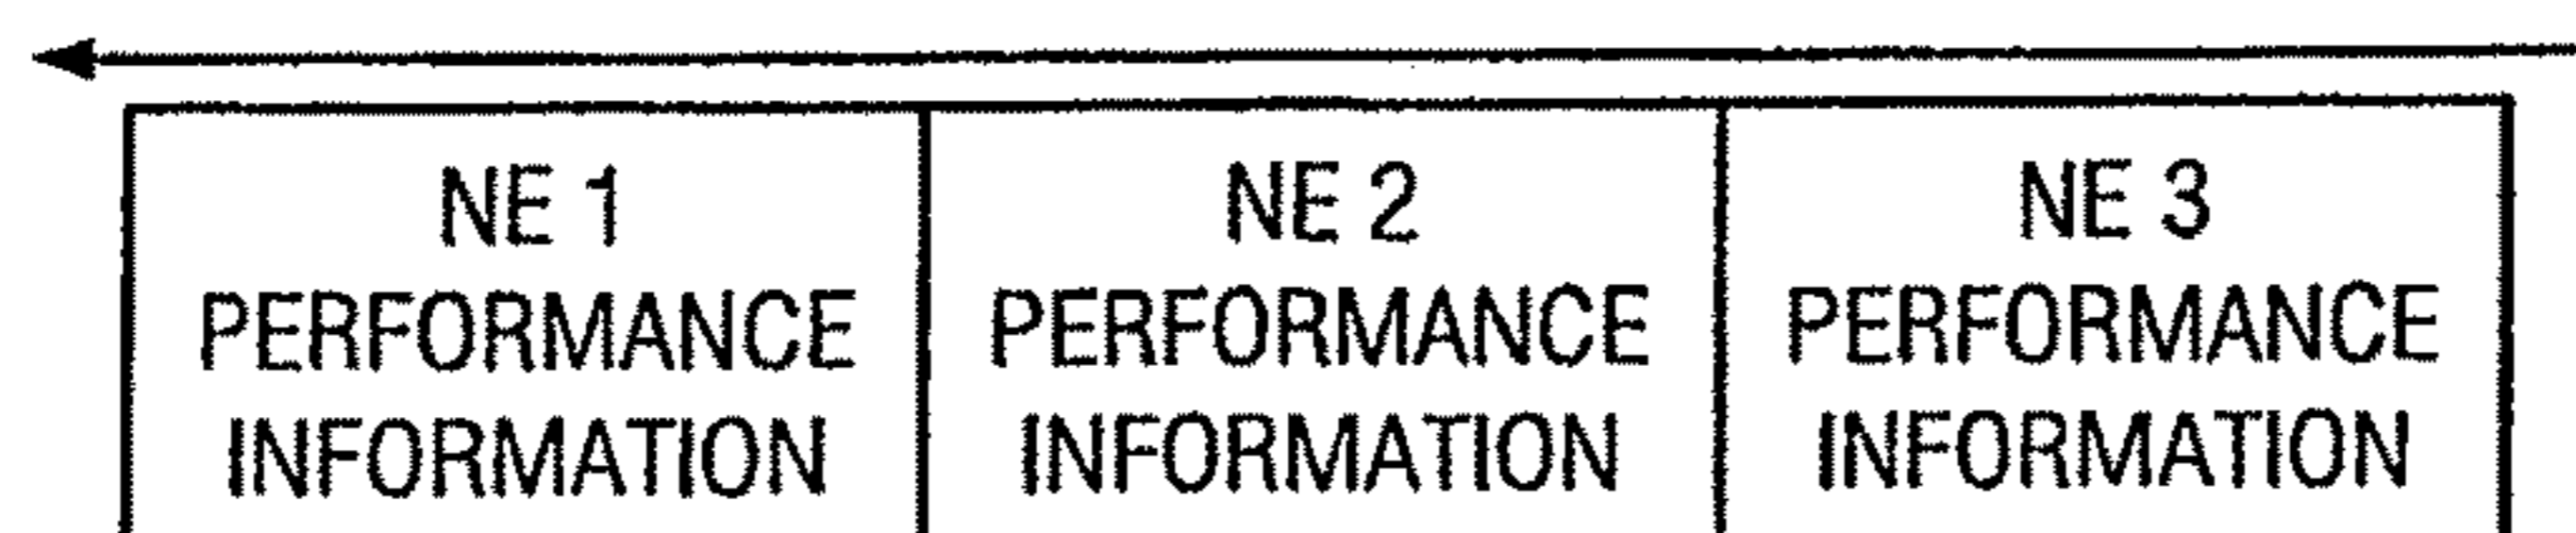 NE 1
PERFORMANCE
INFORMATION
NE 2
PERFORMANCE
INFORMATION
NE 3
PERFORMANCE
INFORMATION